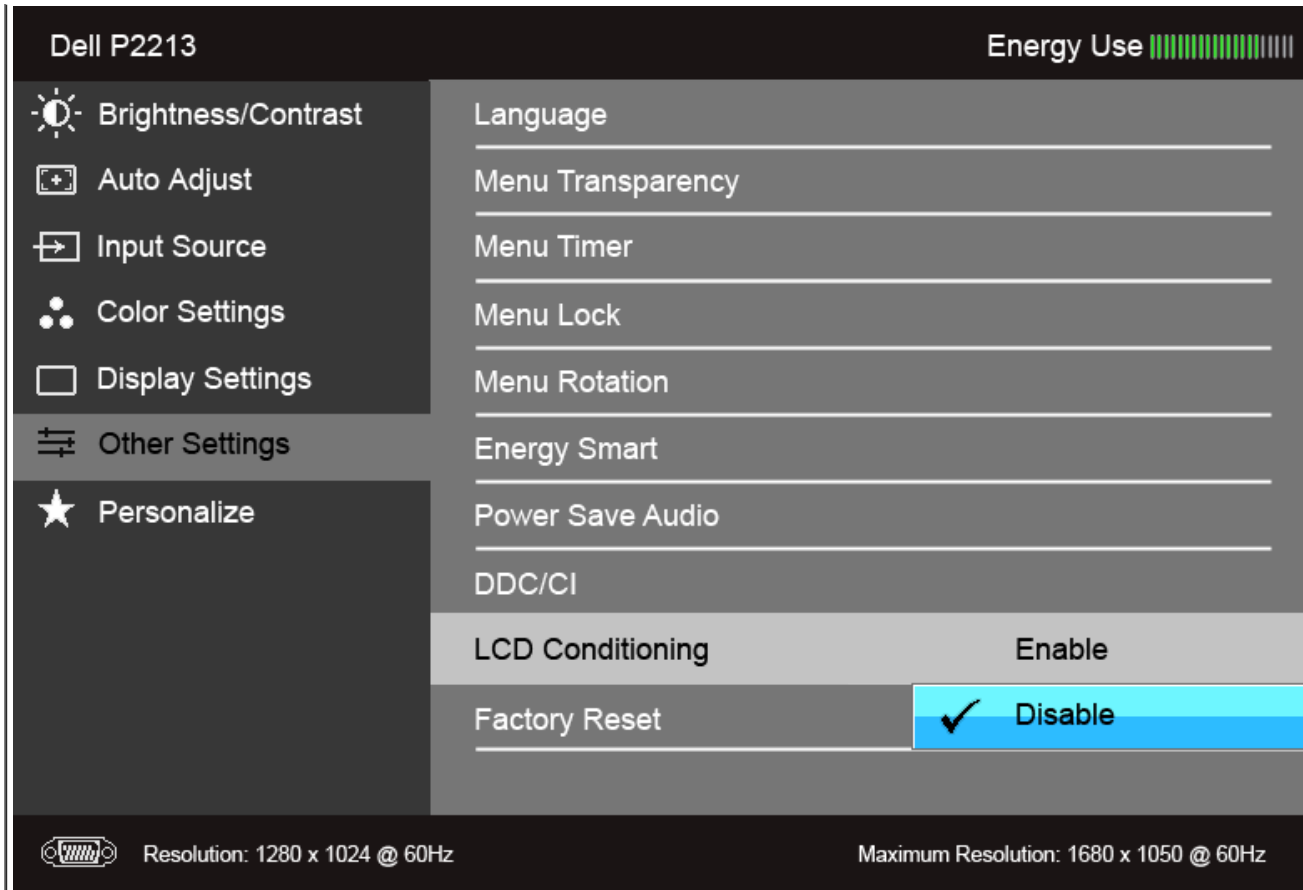 Dell P2213
Energy Use
Brightness/Contrast
Auto Adjust
Input Source
Color Settings
Display Settings
Other Settings
Personalize
Language
Menu Transparency
Menu Timer
Menu Lock
Menu Rotation
Energy Smart
Power Save Audio
DDC/CI
LCD Conditioning
Enable
Factory Reset
Disable
Resolution: 1280 x 1024 @ 60Hz
Maximum Resolution: 1680 x 1050 @ 60Hz